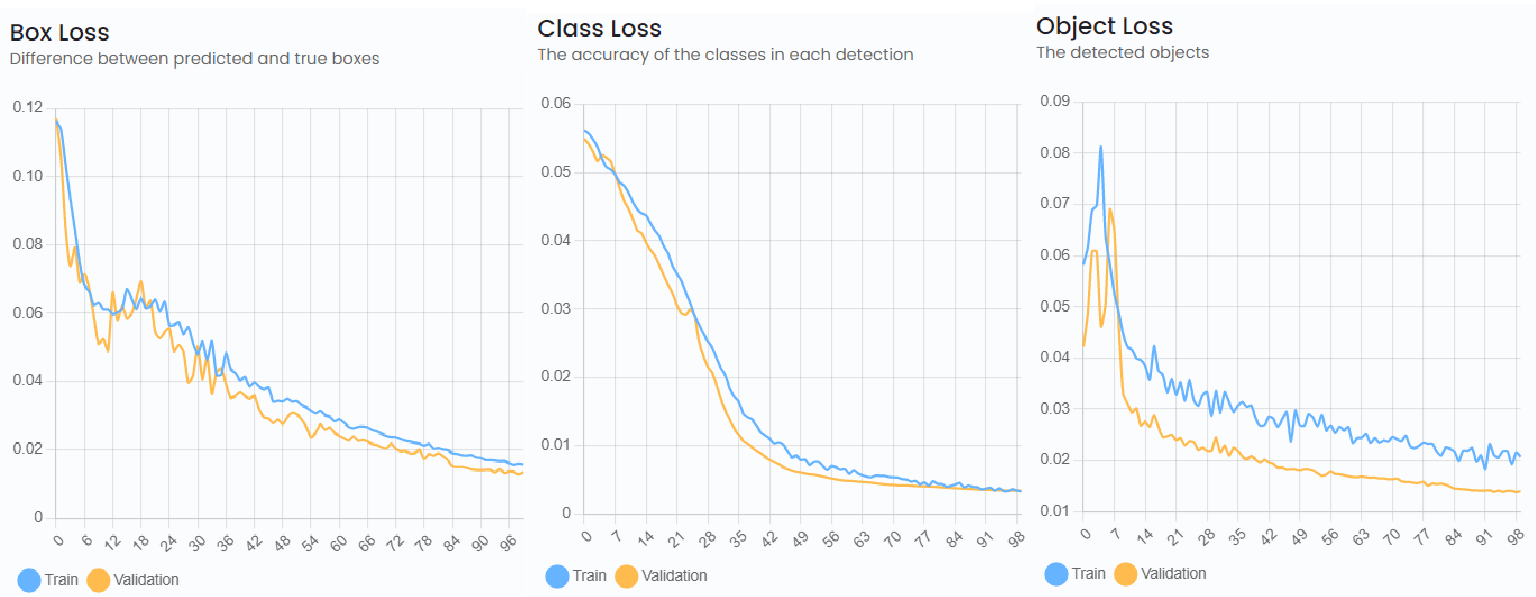 Box Loss
Difference between predicted and true boxes
0.12
0.10
0.08
0.06
0.04
0.02
0
0 6 12 18 24 30 36 42 48 54 60 66 72 78 84 90 96
Train Validation
Class Loss
The accuracy of the classes in each detection
0.06
0.05
0.04
0.03
0.02
0.01
0
0 7 14 21 28 35 42 49 56 63 70 77 84 91 98
Train Validation
Object Loss
The detected objects
0.09
0.08
0.07
0.06
0.05
0.04
0.03
0.02
0.01
0 7 14 21 28 35 42 49 56 63 70 77 84 91 98
Train Validation